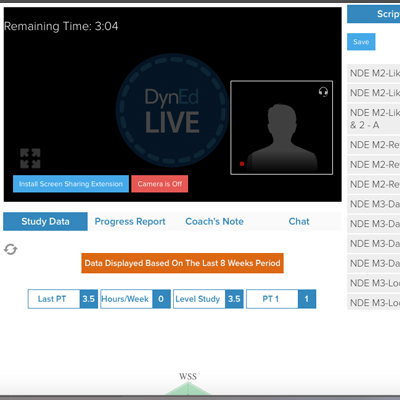 Remaining Time: 3:04
DynEd
LIVE
Install Screen Sharing Extension
Camera is Off
Study Data
Progress Report
Coach's Note
Chat
Data Displayed Based On The Last 8 Weeks Period
Last PT 3.5
Hours/Week 0
Level Study 3.5
PT 1 1
WSS
Scrip
Save
NDE M2-Lik
NDE M2-Lik
NDE M2-Lik
& 2 - A
NDE M2-Re
NDE M2-Re
NDE M2-Re
NDE M3-Da
NDE M3-Da
NDE M3-Da
NDE M3-Da
NDE M3-Lo
NDE M3-Loc